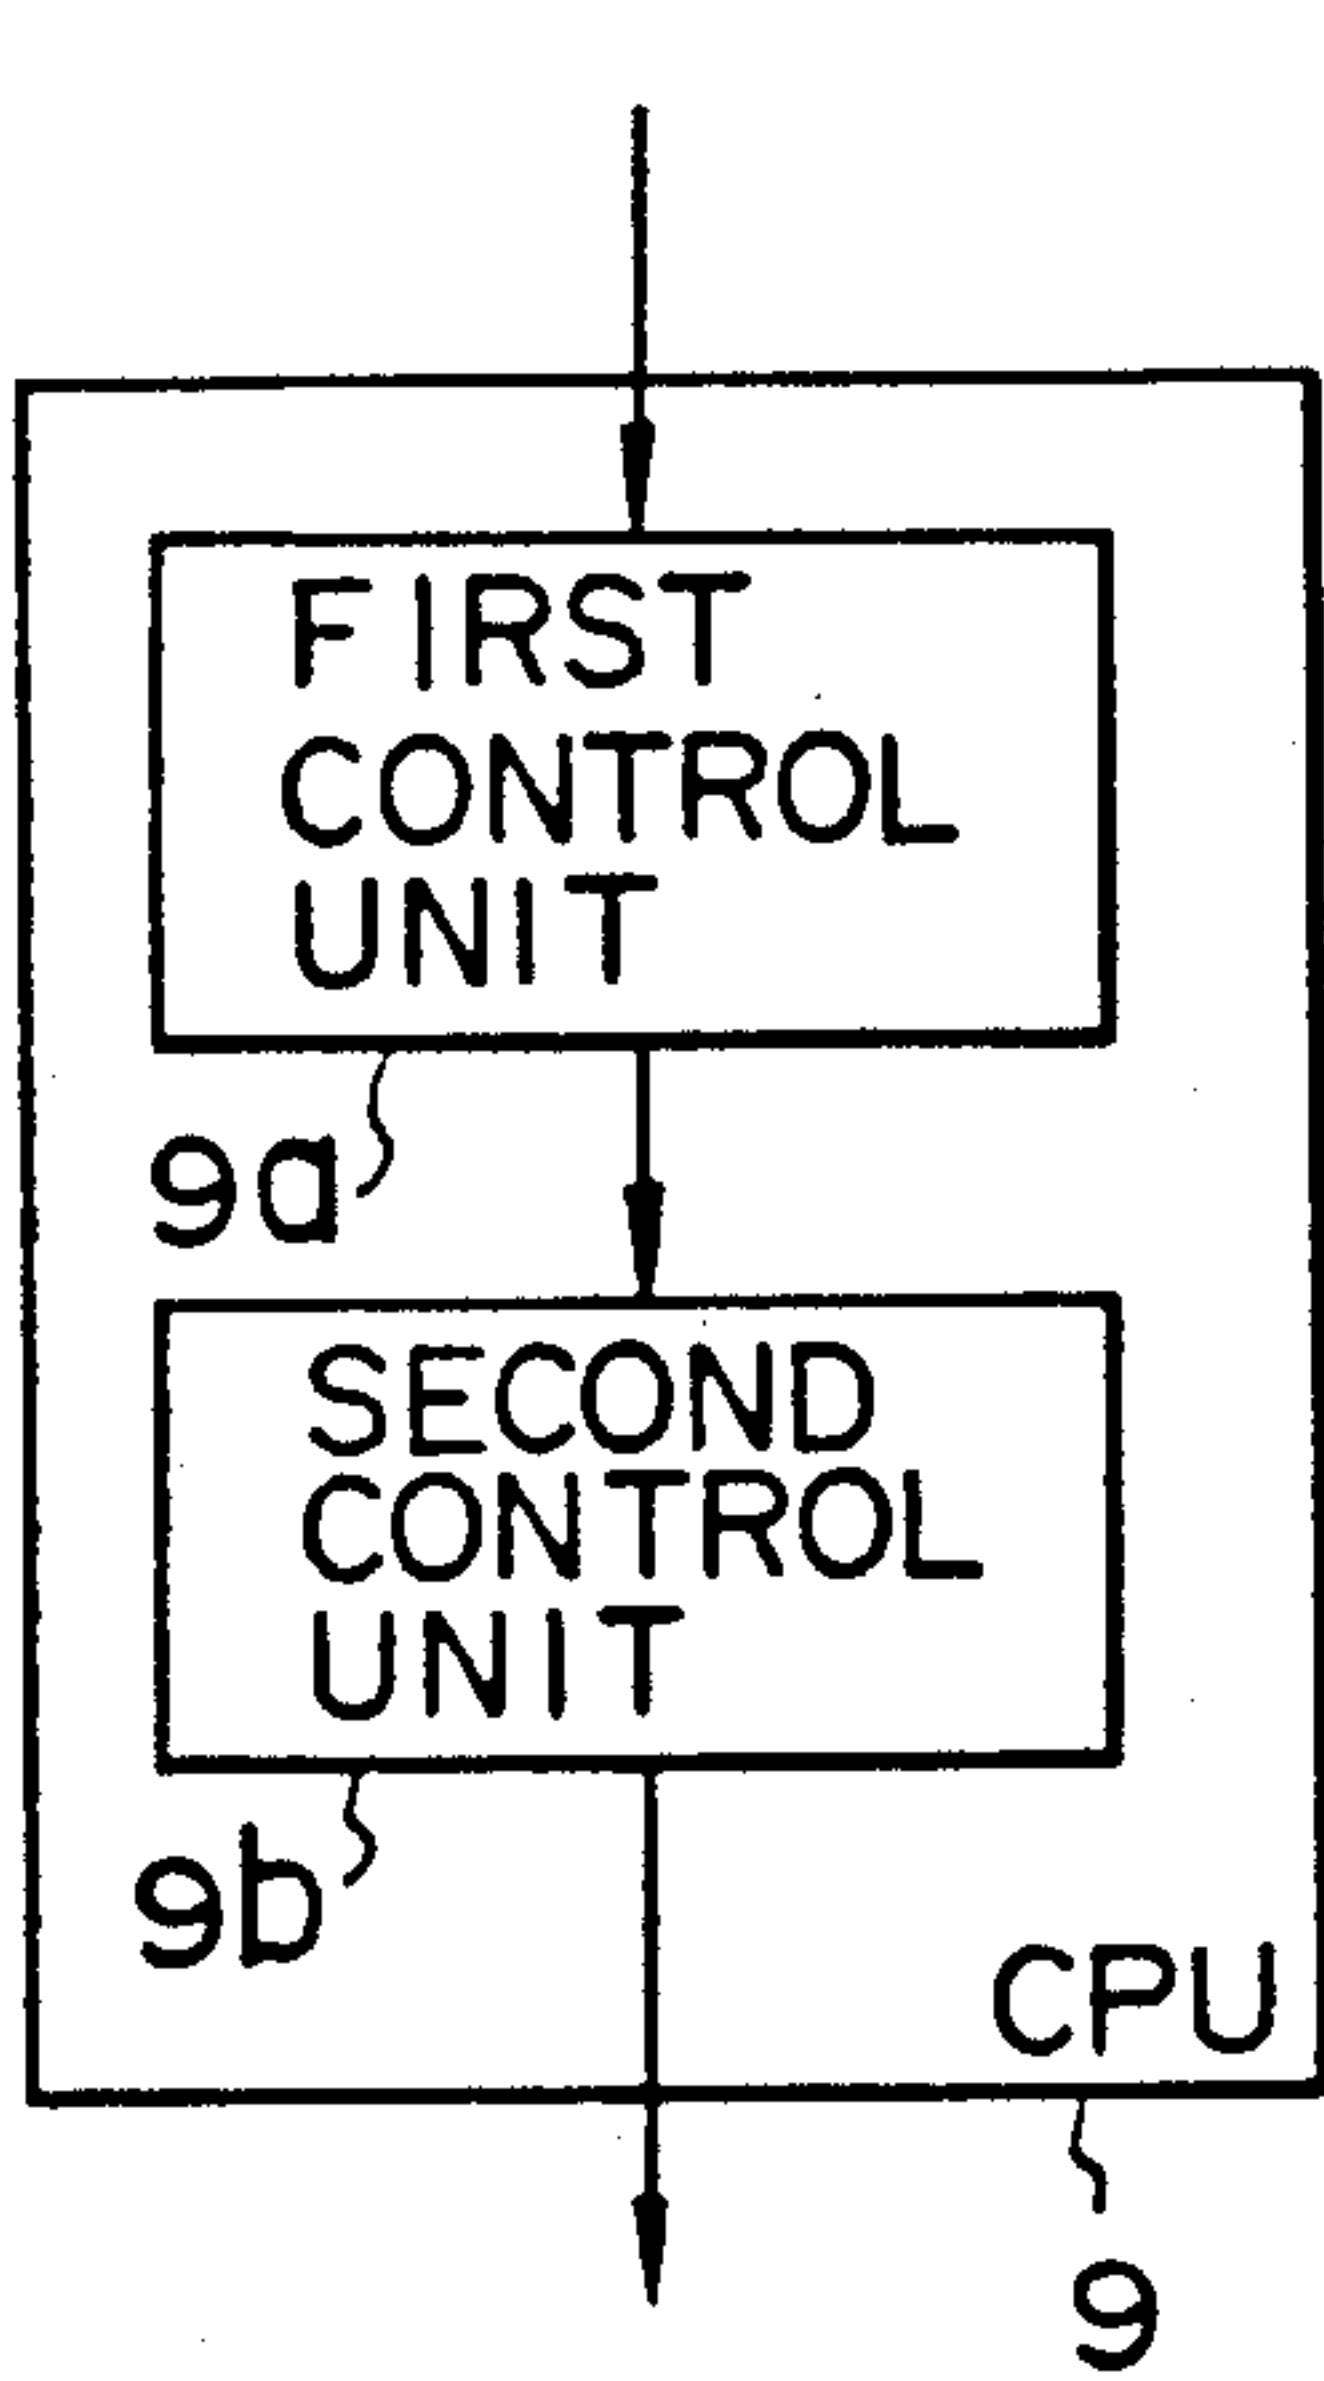 FIRST
CONTROL
UNIT
9a
SECOND
CONTROL
UNIT
9b
CPU
9